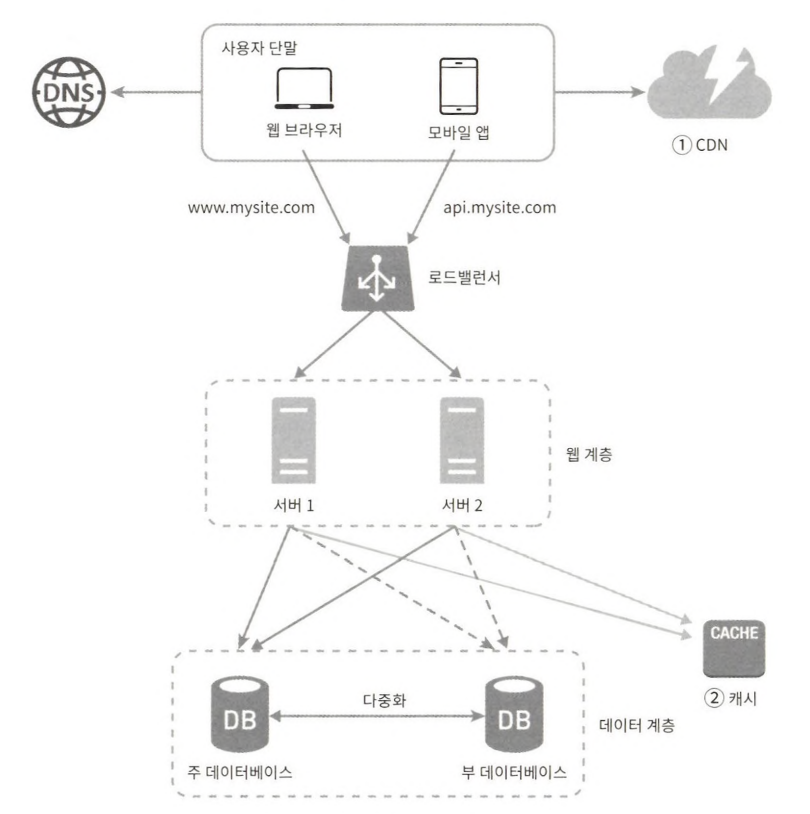 사용자 단말
DNS
웹 브라우저
모바일 앱
① CDN
www.mysite.com
api.mysite.com
로드밸런서
웹 계층
서버 1
서버 2
CACHE
② 캐시
다중화
DB
DB
데이터 계층
주 데이터베이스
부 데이터베이스